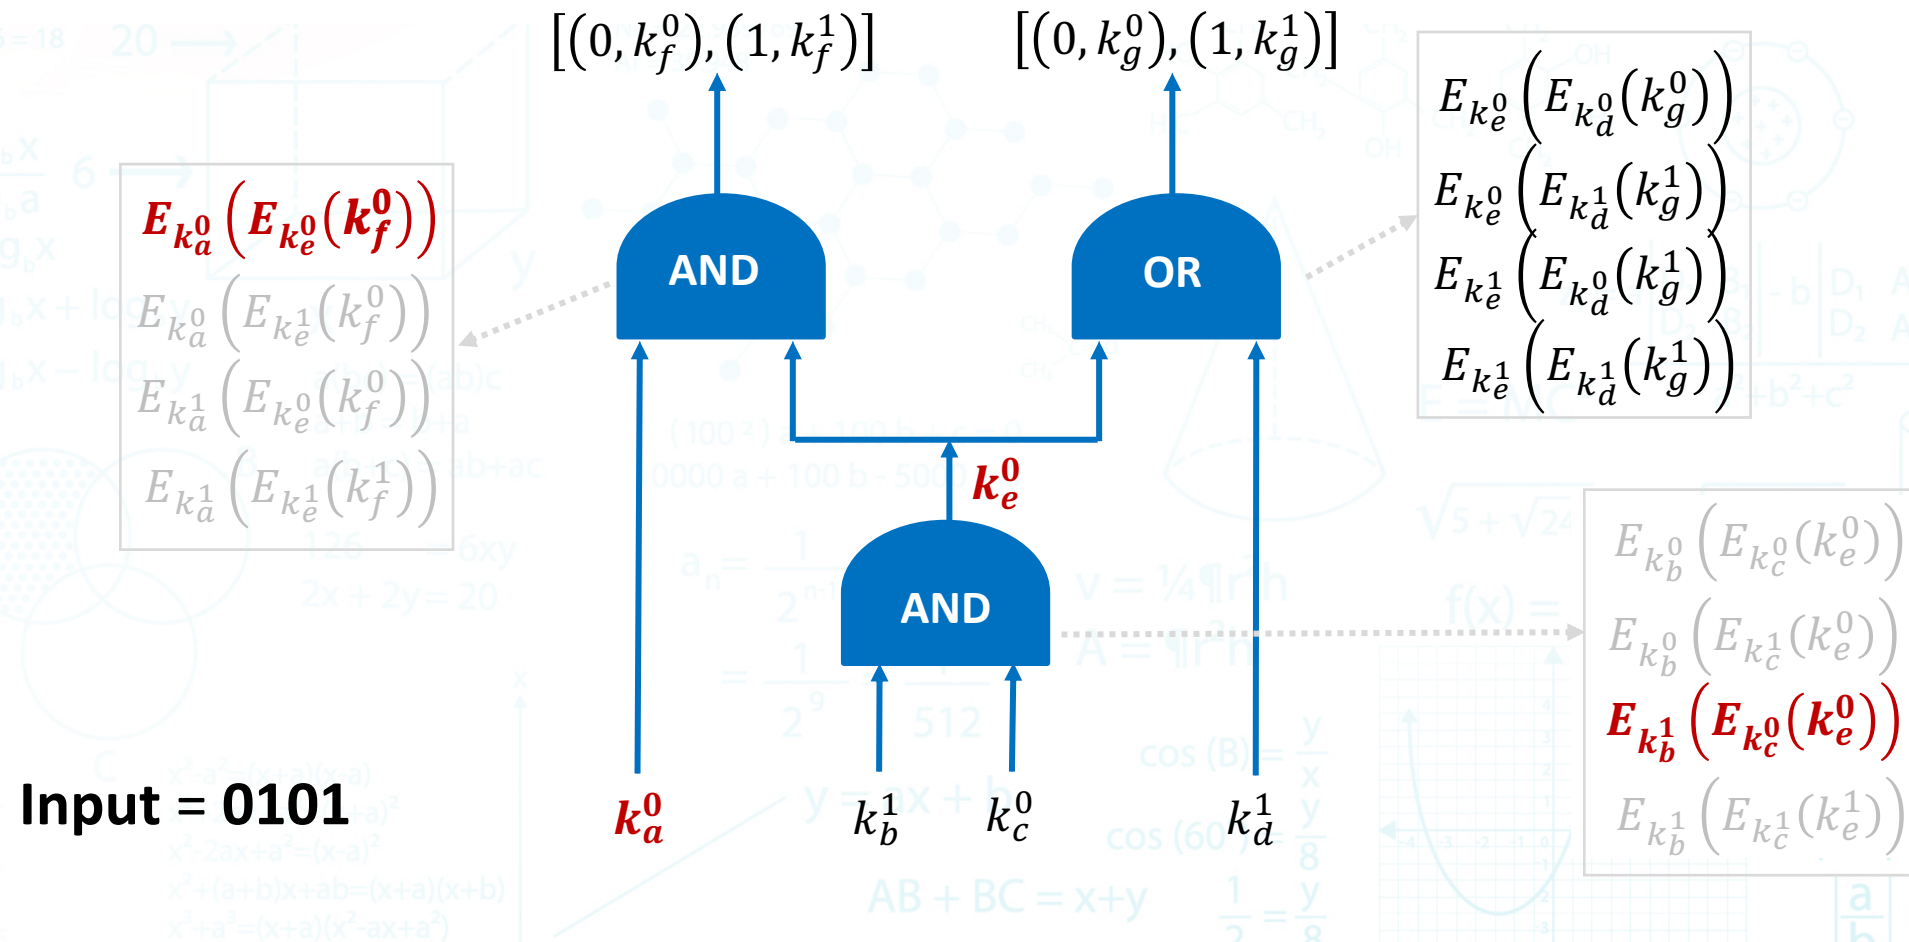 [(0, k_f^0), (1, k_f^1)]
[(0, k_g^0), (1, k_g^1)]
E_{k_a^0}(E_{k_e^0}(k_f^0))
E_{k_a^0}(E_{k_e^1}(k_f^0))
E_{k_a^1}(E_{k_e^0}(k_f^0))
E_{k_a^1}(E_{k_e^1}(k_f^1))
AND
OR
E_{k_e^0}(E_{k_d^0}(k_g^0))
E_{k_e^0}(E_{k_d^1}(k_g^1))
E_{k_e^1}(E_{k_d^0}(k_g^1))
E_{k_e^1}(E_{k_d^1}(k_g^1))
k_e^0
AND
E_{k_b^0}(E_{k_c^0}(k_e^0))
E_{k_b^0}(E_{k_c^1}(k_e^0))
E_{k_b^1}(E_{k_c^0}(k_e^0))
E_{k_b^1}(E_{k_c^1}(k_e^1))
Input = 0101
k_a^0
k_b^1
k_c^0
k_d^1